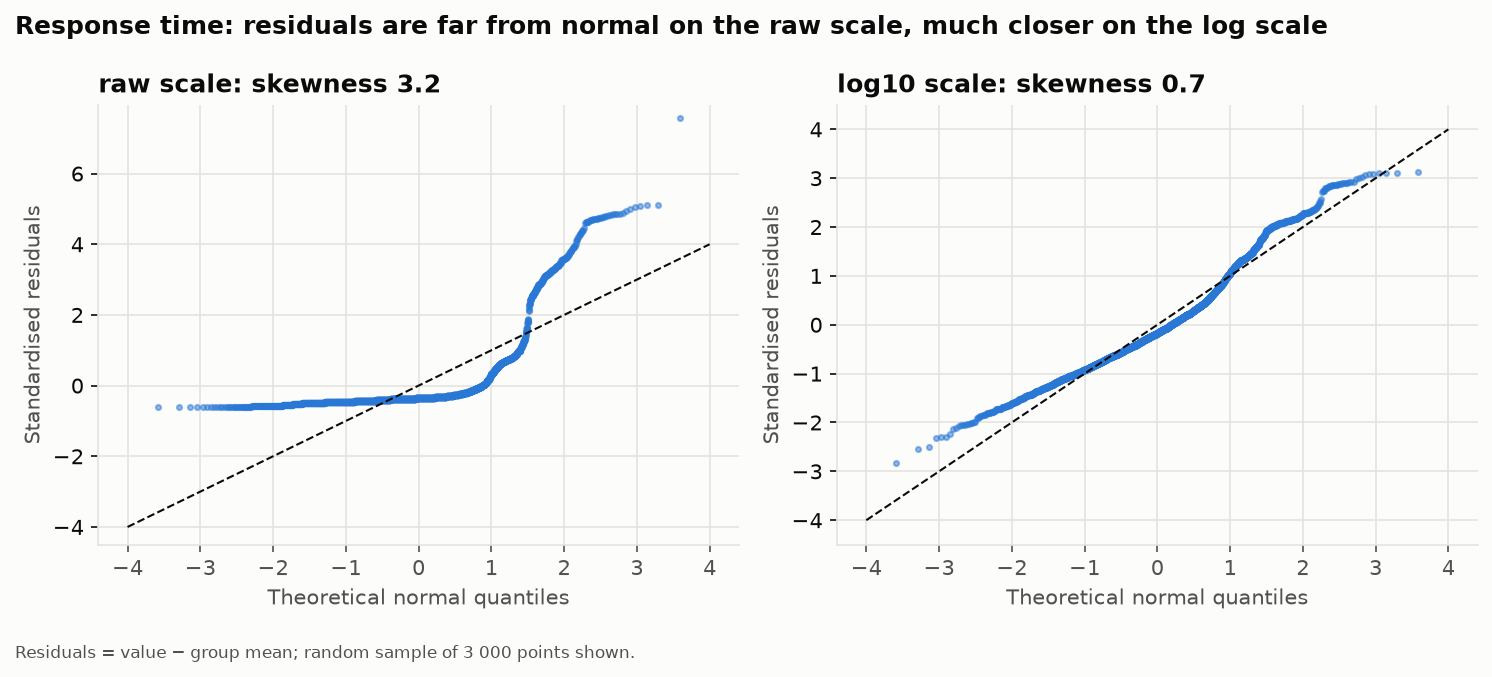 Response time: residuals are far from normal on the raw scale, much closer on the log scale
raw scale: skewness 3.2
6
4
2
0
−2
−4
Standardised residuals
−4 −3 −2 −1 0 1 2 3 4
Theoretical normal quantiles
log10 scale: skewness 0.7
4
3
2
1
0
−1
−2
−3
−4
Standardised residuals
−4 −3 −2 −1 0 1 2 3 4
Theoretical normal quantiles
Residuals = value − group mean; random sample of 3 000 points shown.